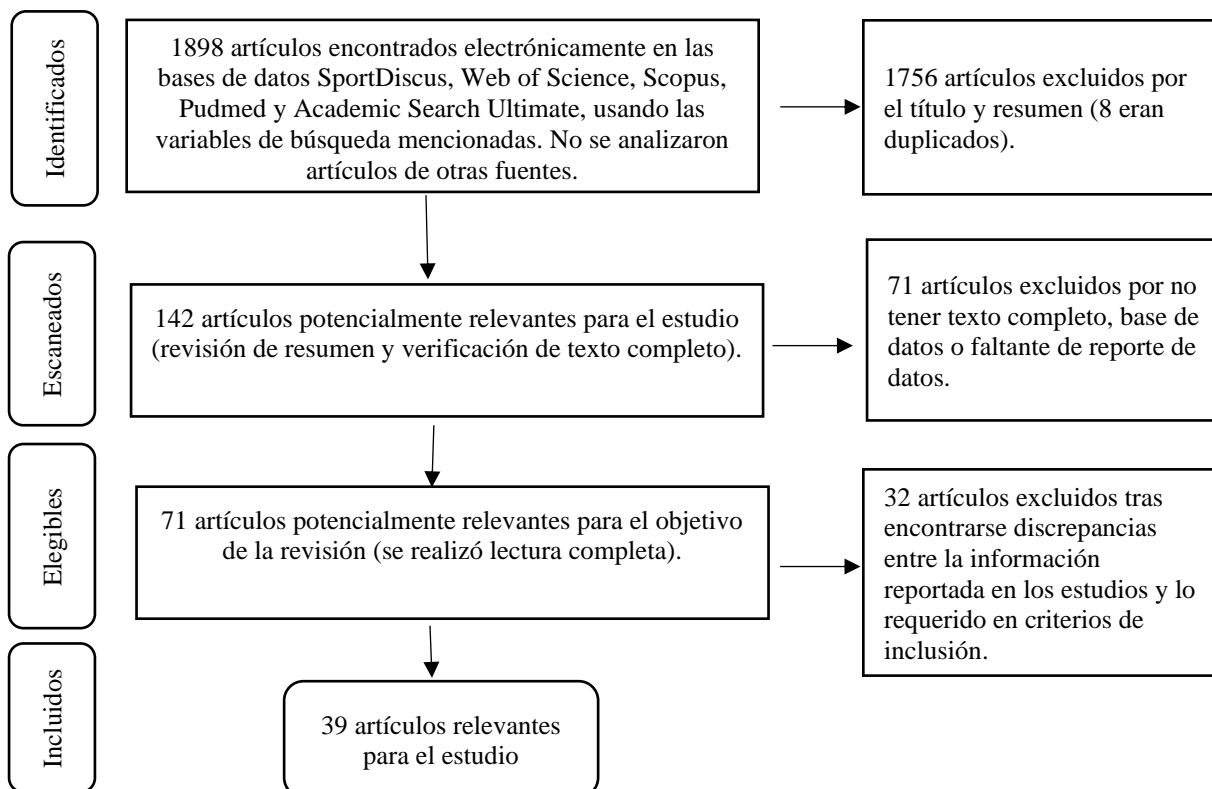 Identificados
1898 artículos encontrados electrónicamente en las
bases de datos SportDiscus, Web of Science, Scopus,
Pudmed y Academic Search Ultimate, usando las
variables de búsqueda mencionadas. No se analizaron
artículos de otras fuentes.
1756 artículos excluidos por
el título y resumen (8 eran
duplicados).
Escaneados
142 artículos potencialmente relevantes para el estudio
(revisión de resumen y verificación de texto completo).
71 artículos excluidos por no
tener texto completo, base de
datos o faltante de reporte de
datos.
Elegibles
71 artículos potencialmente relevantes para el objetivo
de la revisión (se realizó lectura completa).
32 artículos excluidos tras
encontrarse discrepancias
entre la información
reportada en los estudios y lo
requerido en criterios de
inclusión.
Incluidos
39 artículos relevantes
para el estudio